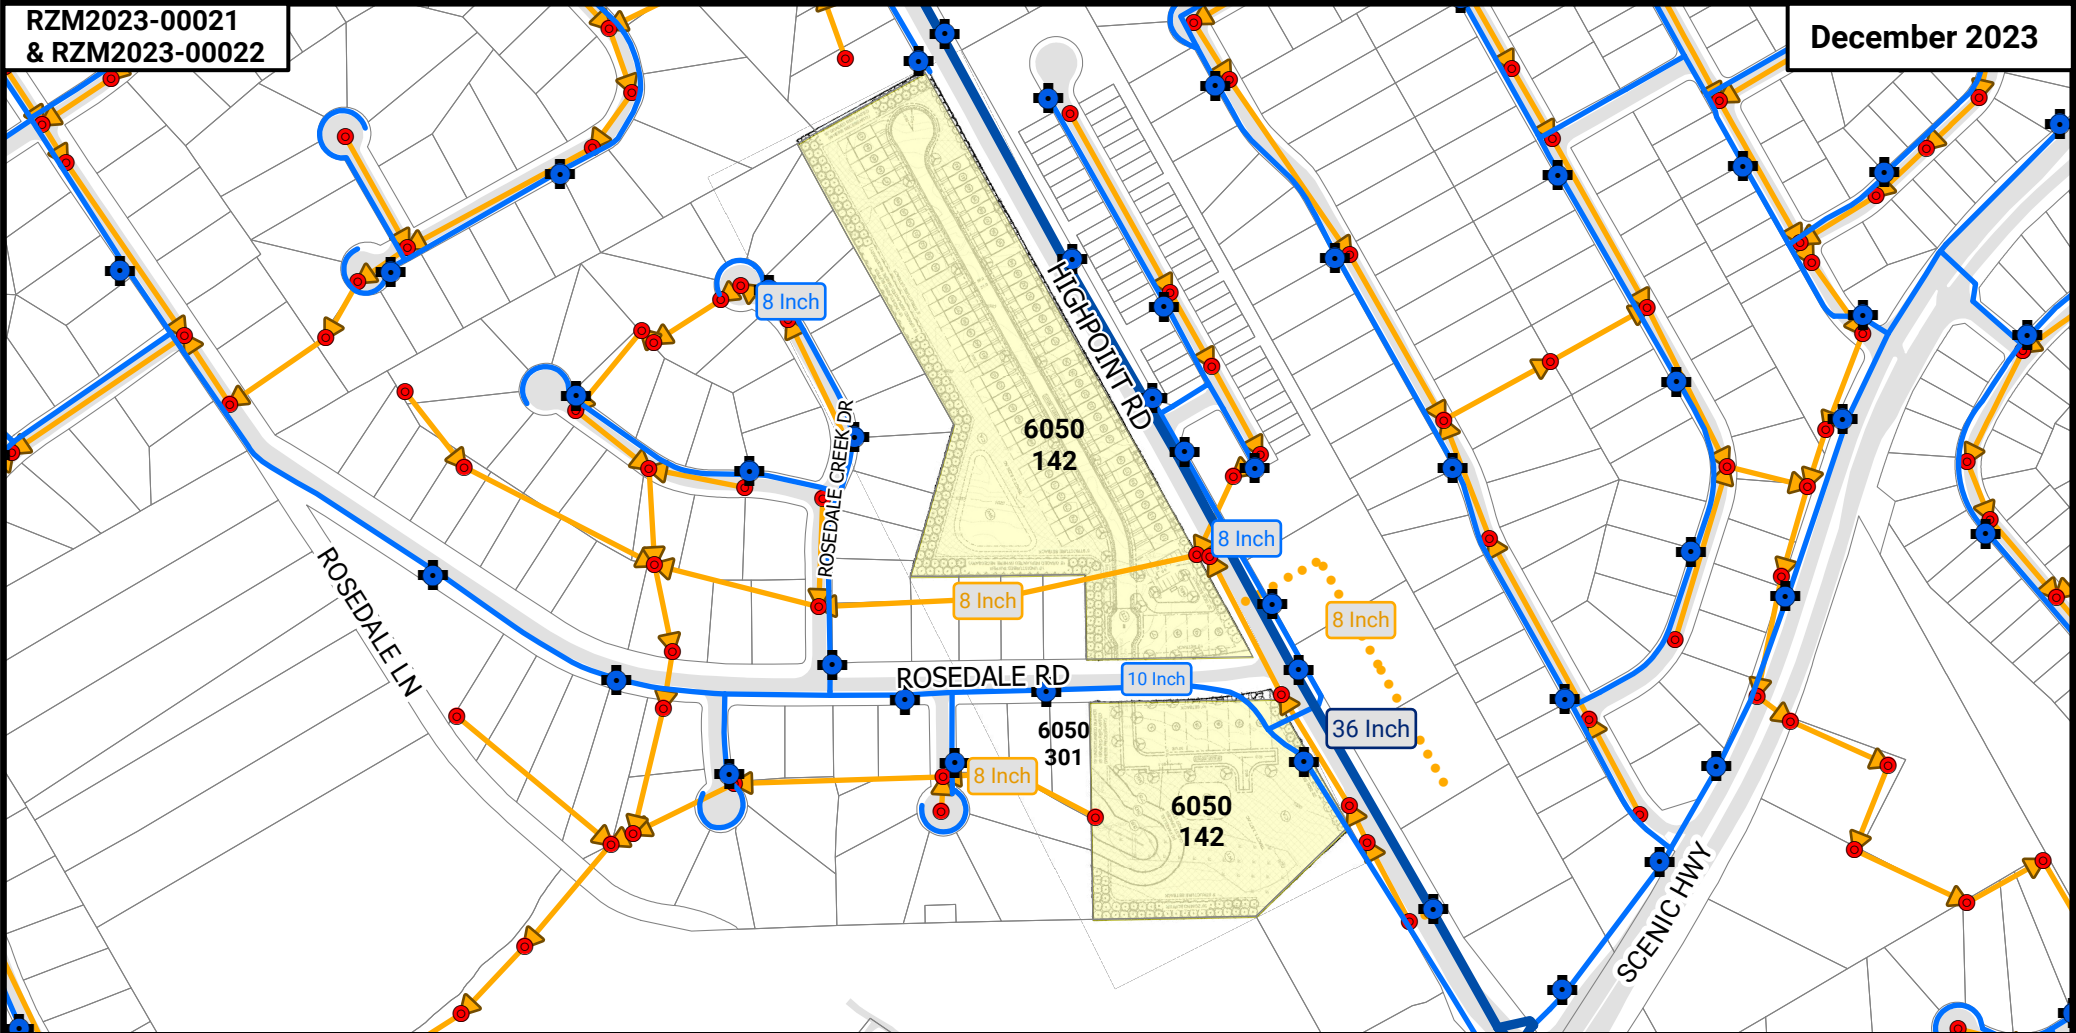 RZM2023-00021
& RZM2023-00022
December 2023
8 Inch
HIGHPOINT RD
6050
142
ROSEDALE CREEK DR
8 Inch
8 Inch
8 Inch
ROSEDALE LN
ROSEDALE RD
10 Inch
6050
301
36 Inch
8 Inch
6050
142
SCENIC HWY